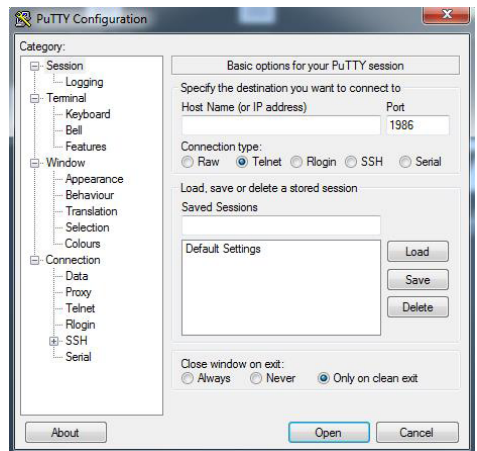 PuTTY Configuration
Category:
Session
Logging
Terminal
Keyboard
Bell
Features
Window
Appearance
Behaviour
Translation
Selection
Colours
Connection
Data
Proxy
Telnet
Rlogin
SSH
Serial
Basic options for your PuTTY session
Specify the destination you want to connect to
Host Name (or IP address) Port
1986
Connection type:
Raw Telnet Rlogin SSH Serial
Load, save or delete a stored session
Saved Sessions
Default Settings
Load
Save
Delete
Close window on exit:
Always Never Only on clean exit
About Open Cancel